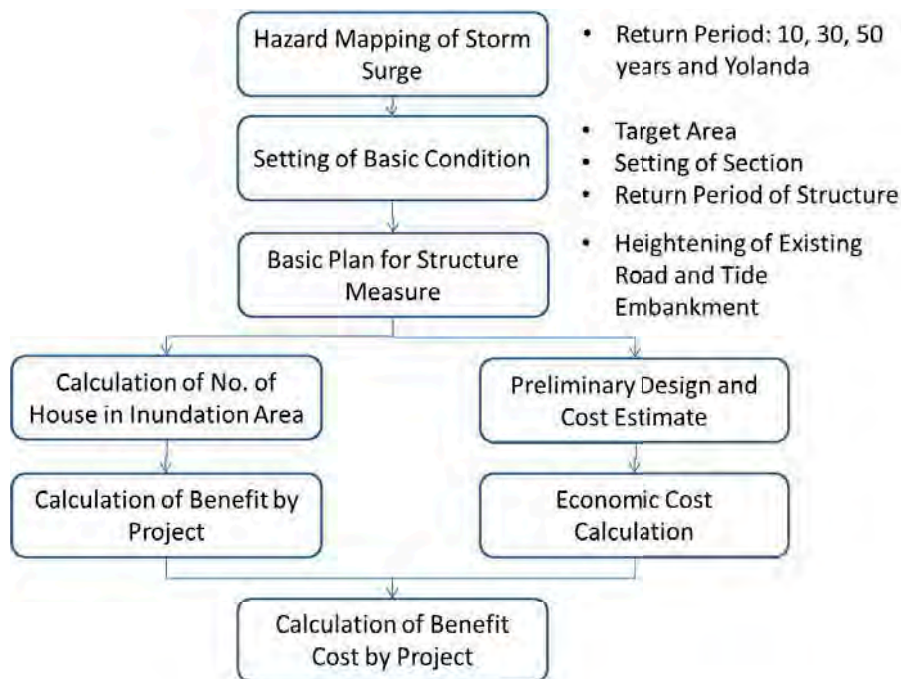 Hazard Mapping of Storm
Surge
• Return Period: 10, 30, 50
years and Yolanda
Setting of Basic Condition
• Target Area
• Setting of Section
• Return Period of Structure
Basic Plan for Structure
Measure
• Heightening of Existing
Road and Tide
Embankment
Calculation of No. of
House in Inundation Area
Preliminary Design and
Cost Estimate
Calculation of Benefit by
Project
Economic Cost
Calculation
Calculation of Benefit
Cost by Project